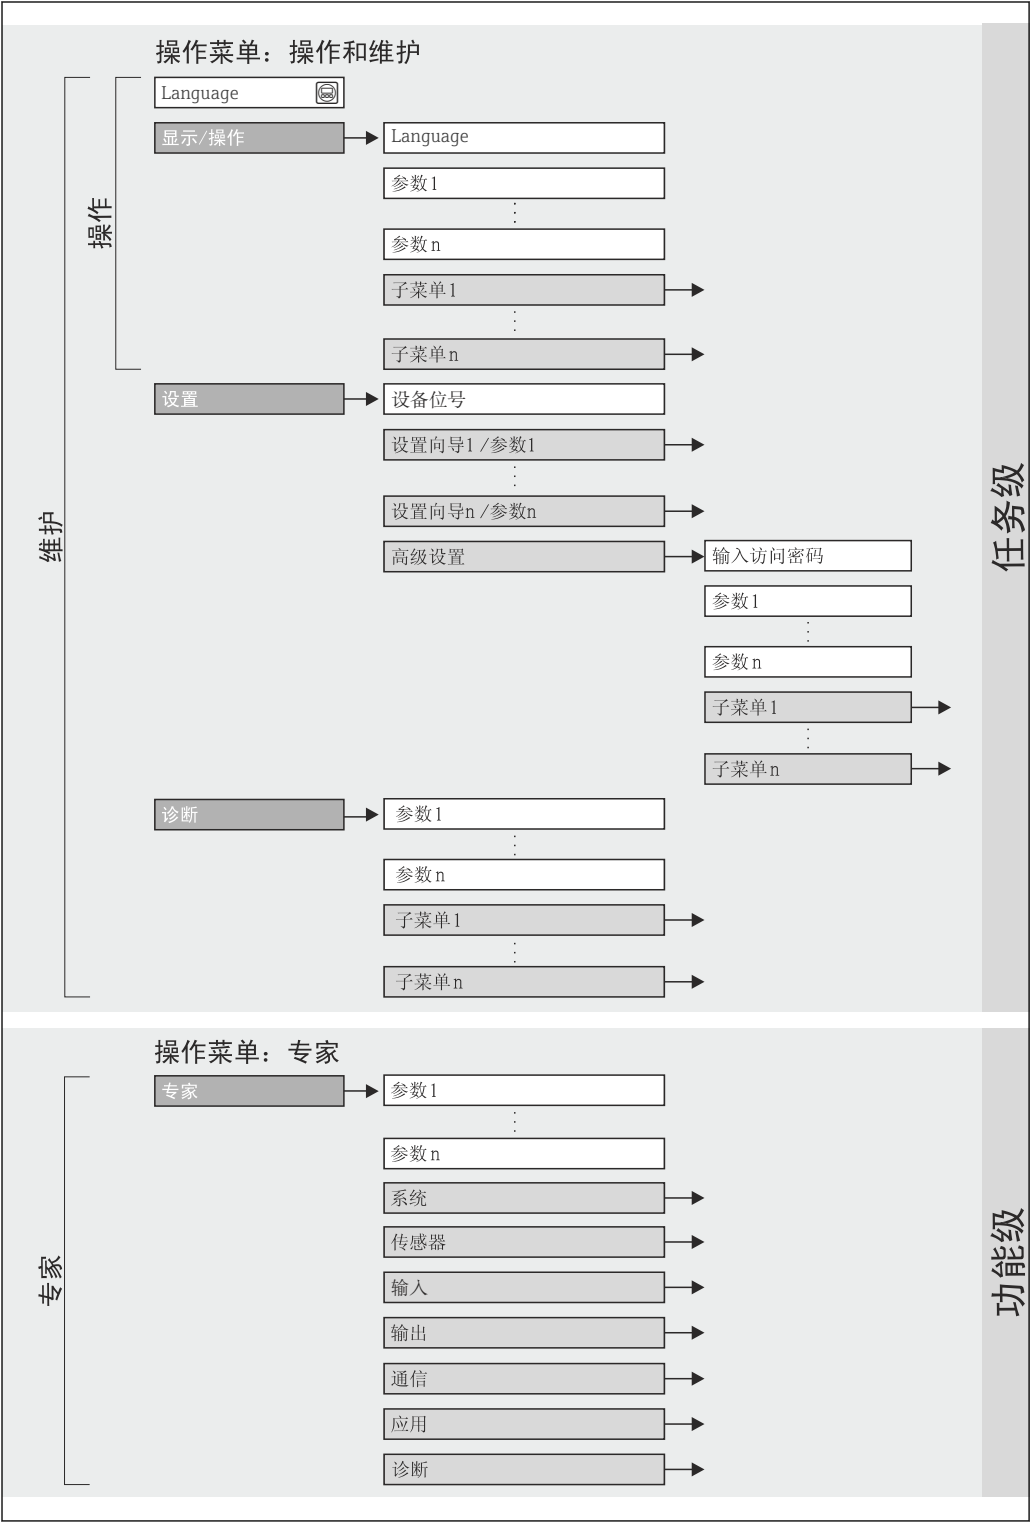 操作菜单：操作和维护
Language
显示/操作
Language
参数1
参数n
子菜单1
子菜单n
操作
设置
设备位号
设置向导1 /参数1
设置向导n /参数n
高级设置
输入访问密码
参数1
参数n
子菜单1
子菜单n
维护
任务级
诊断
参数1
参数n
子菜单1
子菜单n
操作菜单：专家
专家
参数1
参数n
系统
传感器
输入
输出
通信
应用
诊断
专家
功能级